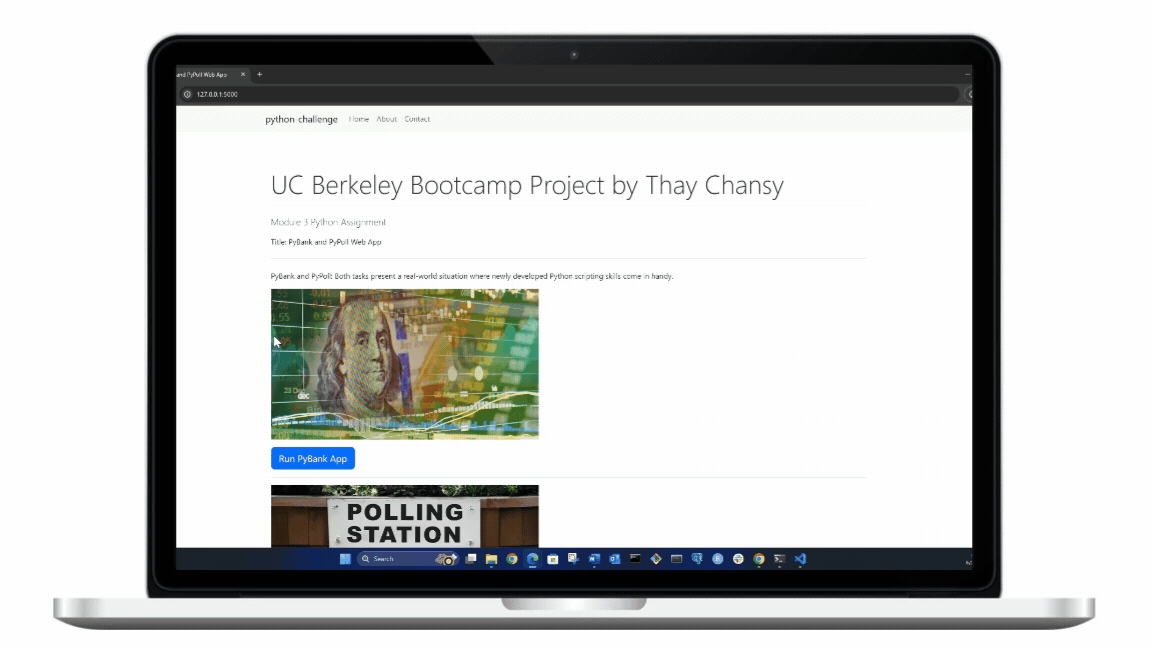 and PyPoll Web App
127.0.0.1:5000
python-challenge Home About Contact
UC Berkeley Bootcamp Project by Thay Chansy
Module 3 Python Assignment
Title: PyBank and PyPoll Web App
PyBank and PyPoll: Both tasks present a real-world situation where newly developed Python scripting skills come in handy.
Run PyBank App
POLLING
STATION
Search